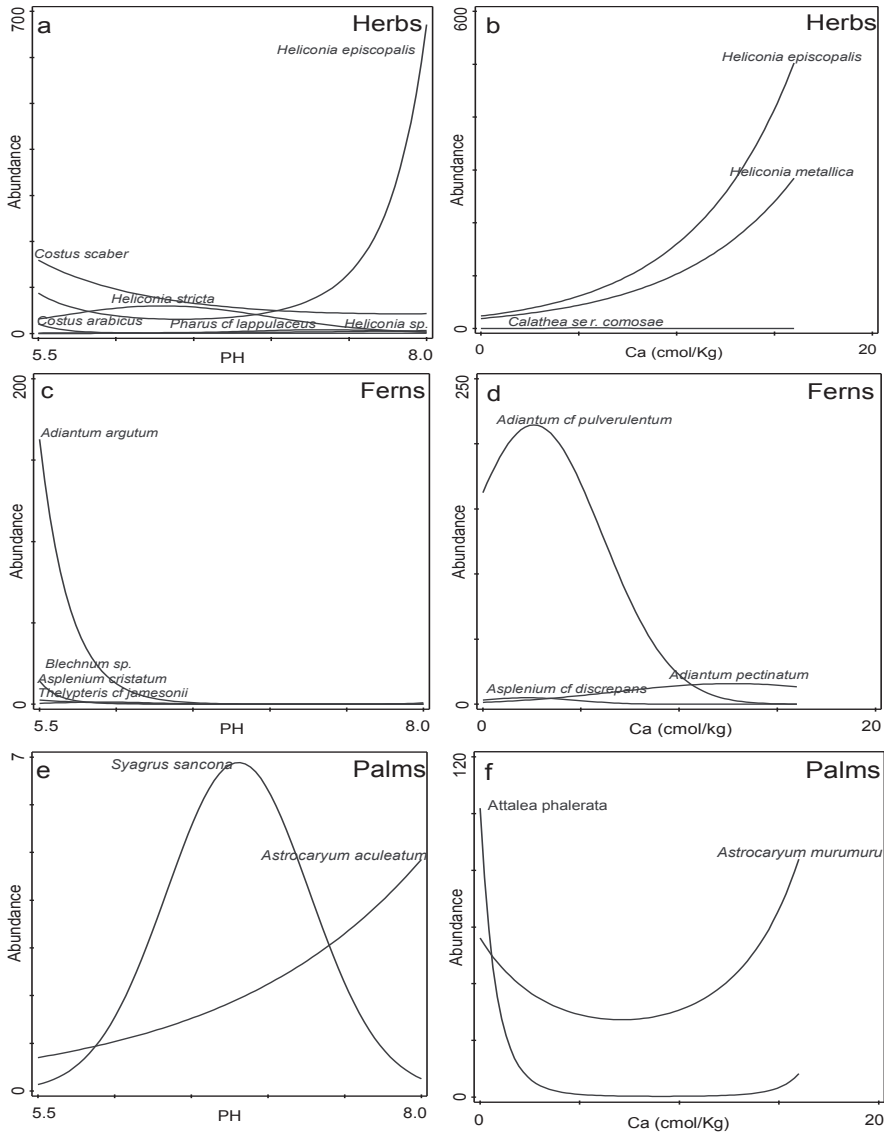 a
Herbs
700
Heliconia episcopalis
Abundance
Costus scaber
Heliconia stricta
Costus arabicus
Pharus cf lappulaceus
Heliconia sp.
0
5.5
PH
8.0
b
Herbs
600
Heliconia episcopalis
Abundance
Heliconia metallica
Calathea se r. comosae
0
0
Ca (cmol/Kg)
20
c
Ferns
200
Adiantum argutum
Abundance
Blechnum sp.
Asplenium cristatum
Thelypteris cf jamesonii
0
5.5
PH
8.0
d
Ferns
250
Adiantum cf pulverulentum
Abundance
Adiantum pectinatum
Asplenium cf discrepans
0
0
Ca (cmol/kg)
20
e
Palms
7
Syagrus sancona
Astrocaryum aculeatum
Abundance
0
5.5
PH
8.0
f
Palms
120
Attalea phalerata
Astrocaryum murumuru
Abundance
0
0
Ca (cmol/Kg)
20